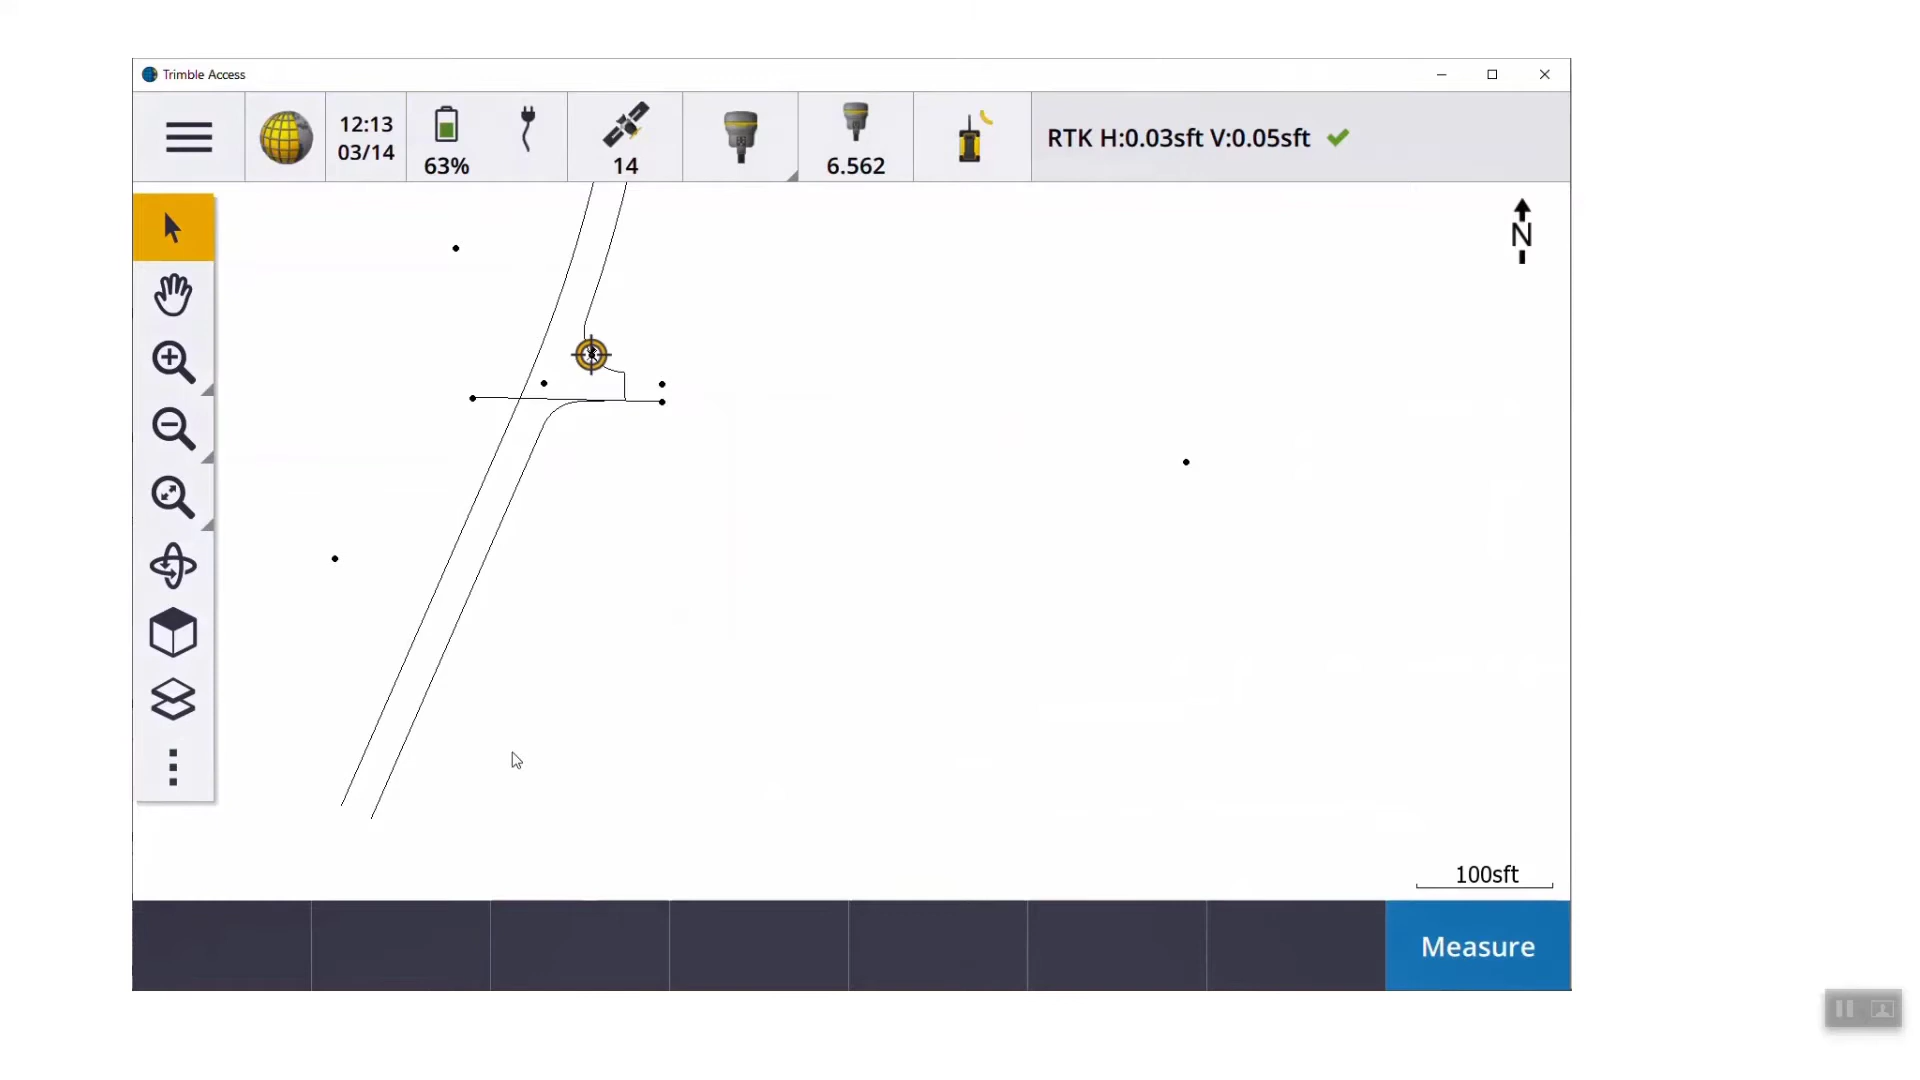 Trimble Access
12:13
03/14
63%
14
6.562
RTK H:0.03sft V:0.05sft
N
100sft
Measure